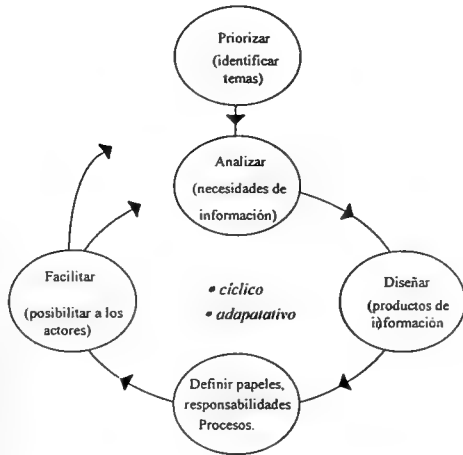 Priorizar
(identificar
temas)
Analizar
(necesidades de
información)
Diseñar
(productos de
información
Definir papeles,
responsabilidades
Procesos.
Facilitar
(posibilitar a los
actores)
• cíclico
• adapatativo